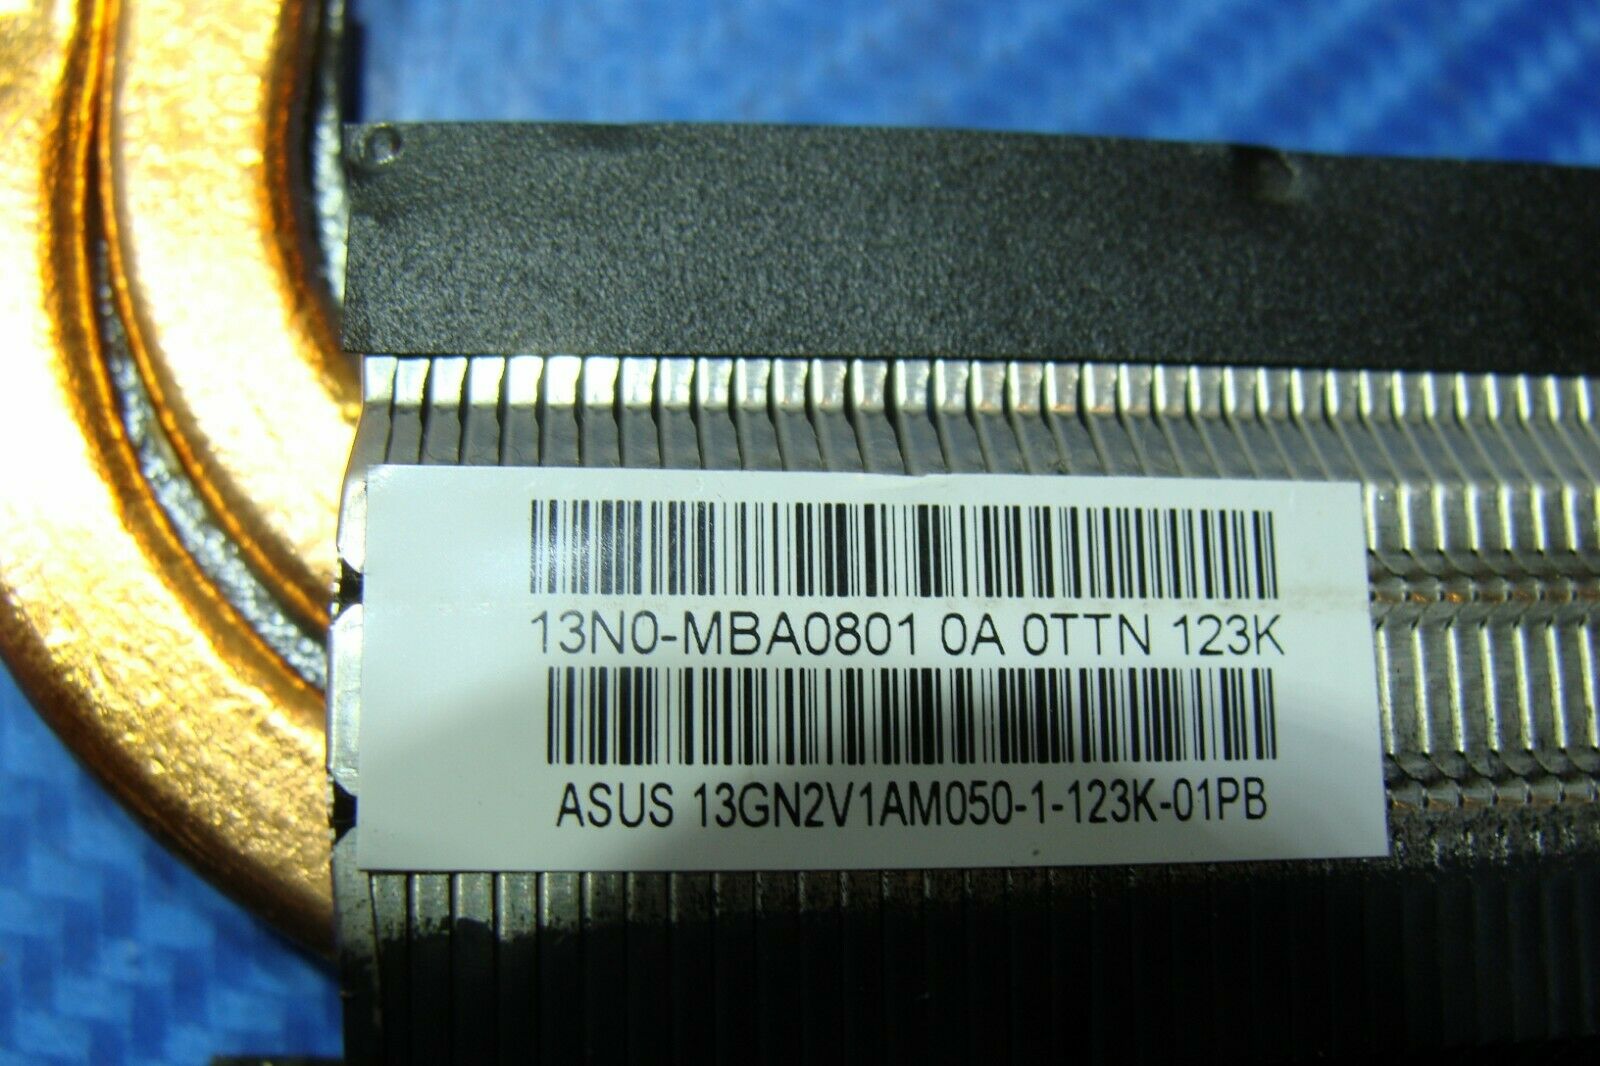 13N0-MBA0801 0A 0TTN 123K
ASUS 13GN2V1AM050-1-123K-01PB